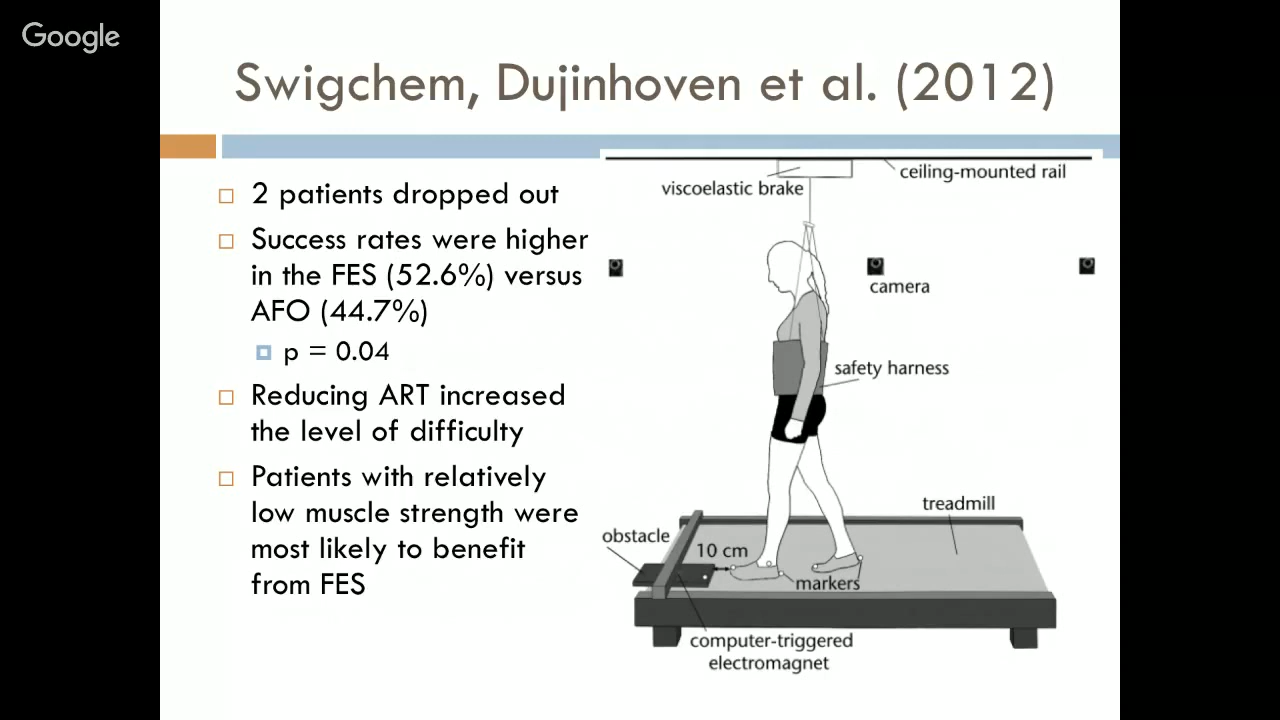 Google
Swigchem, Dujinhoven et al. (2012)
2 patients dropped out
Success rates were higher
in the FES (52.6%) versus
AFO (44.7%)
p = 0.04
Reducing ART increased
the level of difficulty
Patients with relatively
low muscle strength were
most likely to benefit
from FES
ceiling-mounted rail
viscoelastic brake
camera
safety harness
treadmill
obstacle
10 cm
markers
computer-triggered
electromagnet